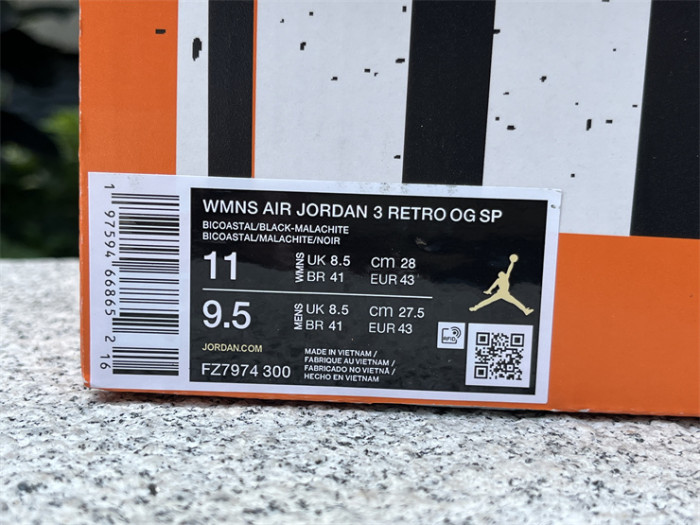 WMNS AIR JORDAN 3 RETRO OG SP
BICOASTAL/BLACK-MALACHITE
BICOASTAL/MALACHITE/NOIR
11 WMNS UK 8.5 cm 28
BR 41 EUR 43
9.5 MENS UK 8.5 cm 27.5
BR 41 EUR 43
JORDAN.COM
FZ7974 300
MADE IN VIETNAM /
FABRIQUE AU VIETNAM /
FABRICADO NO VIETNÃ /
HECHO EN VIETNAM
RFID
1 97594 66865 2 16